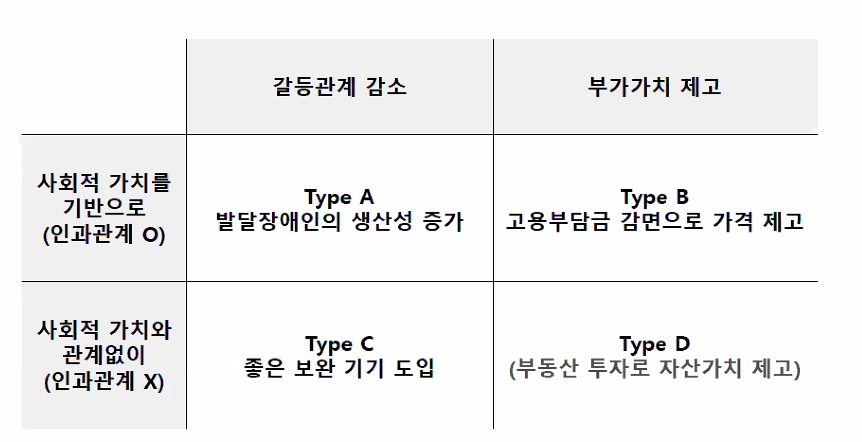 갈등관계 감소
부가가치 제고
사회적 가치를
기반으로
(인과관계 O)
Type A
발달장애인의 생산성 증가
Type B
고용부담금 감면으로 가격 제고
사회적 가치와
관계없이
(인과관계 X)
Type C
좋은 보완 기기 도입
Type D
(부동산 투자로 자산가치 제고)